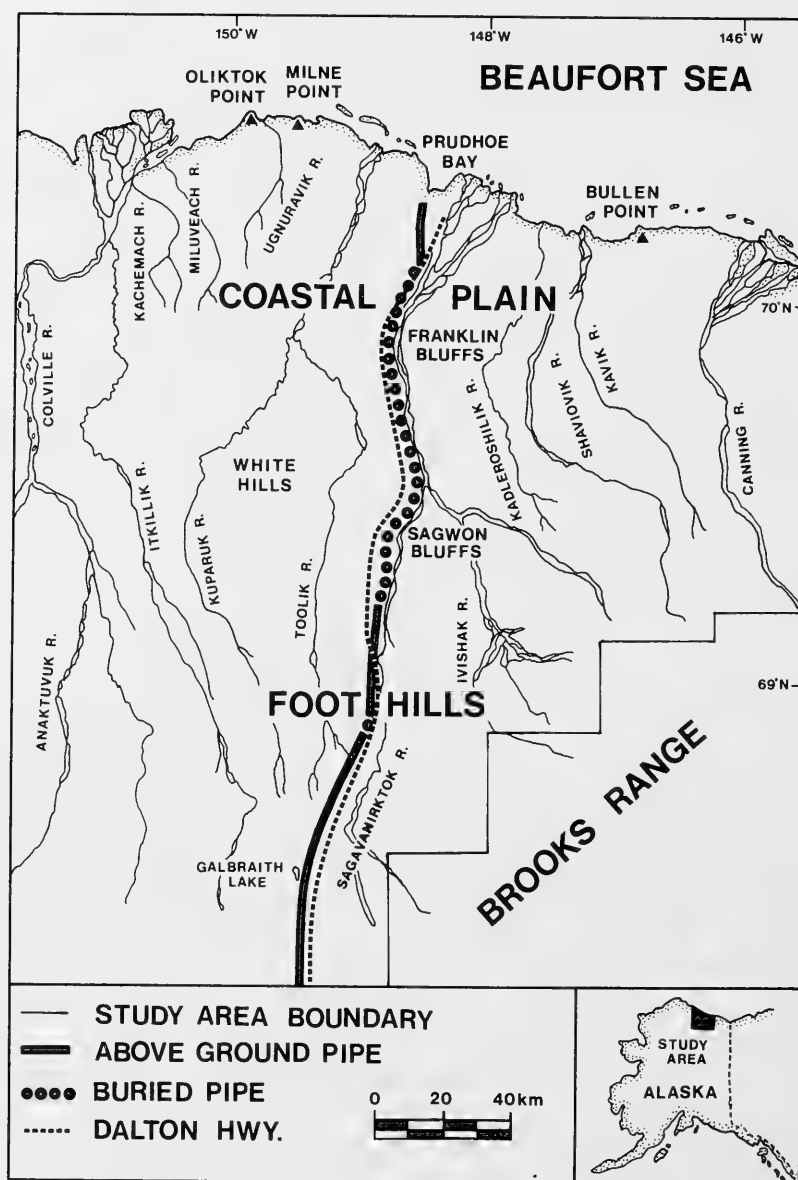 150°W
148°W
146°W
BEAUFORT SEA
OLIKTOK
POINT
MILNE
POINT
PRUDHOE
BAY
BULLEN
POINT
KACHEMACH R.
MILUVEACH R.
UGNURAVIK R.
COASTAL PLAIN
70°N
FRANKLIN
BLUFFS
COLVILLE R.
KADLEROSHILIK R.
SHAVIOVIK R.
KAVIK R.
CANNING R.
WHITE
HILLS
ITKILLIK R.
KUPARUK R.
TOOLIK R.
SAGWON
BLUFFS
IVISHAK R.
ANAKTUVUK R.
69°N
FOOT HILLS
SAGAVANIRKTOK R.
BROOKS RANGE
GALBRAITH
LAKE
STUDY AREA BOUNDARY
ABOVE GROUND PIPE
BURIED PIPE
DALTON HWY.
0 20 40km
STUDY
AREA
ALASKA